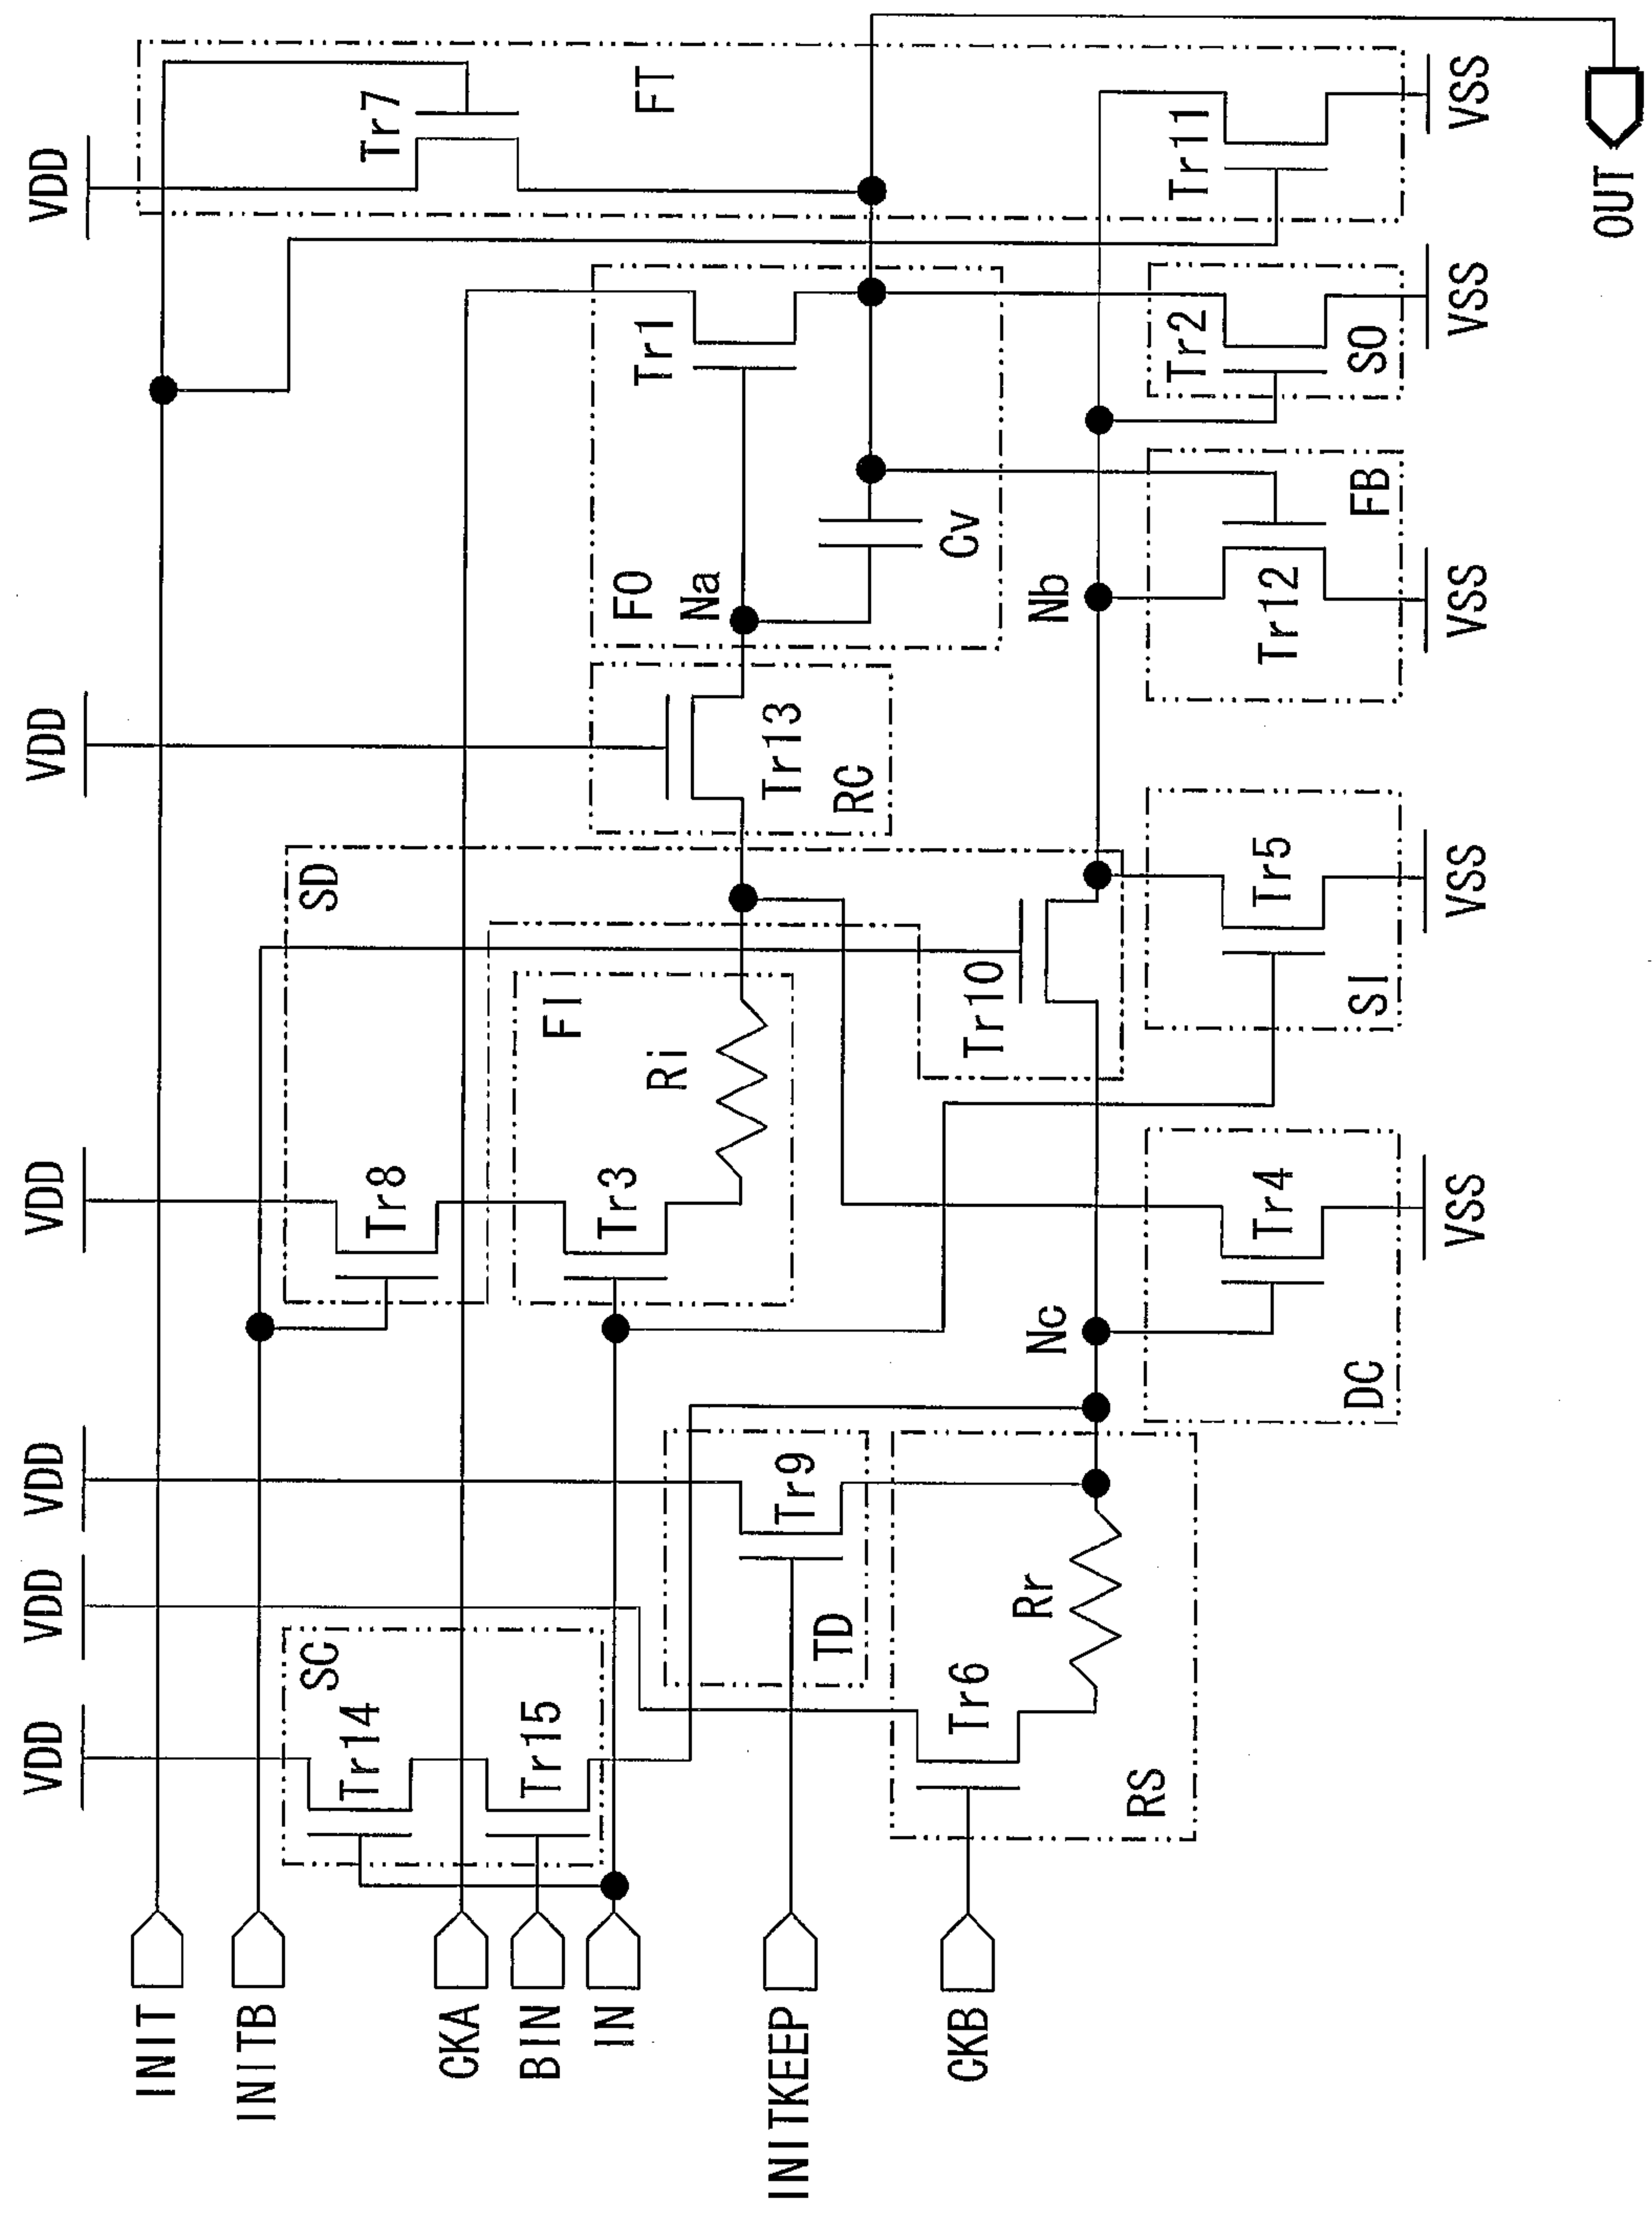 VDD
VDD
VDD
VDD
VDD
VDD
INIT
INITB
CKA
BIN
IN
INITKEEP
CKB
SC
Tr14
Tr15
TD
Tr9
Tr6
Rr
RS
SD
Tr8
FI
Tr3
Ri
Tr10
Nc
DC
Tr4
VSS
SI
Tr5
VSS
Tr13
RC
FO
Na
Tr1
Cv
Nb
FB
Tr12
VSS
Tr2
SO
VSS
Tr7
FT
Tr11
VSS
OUT